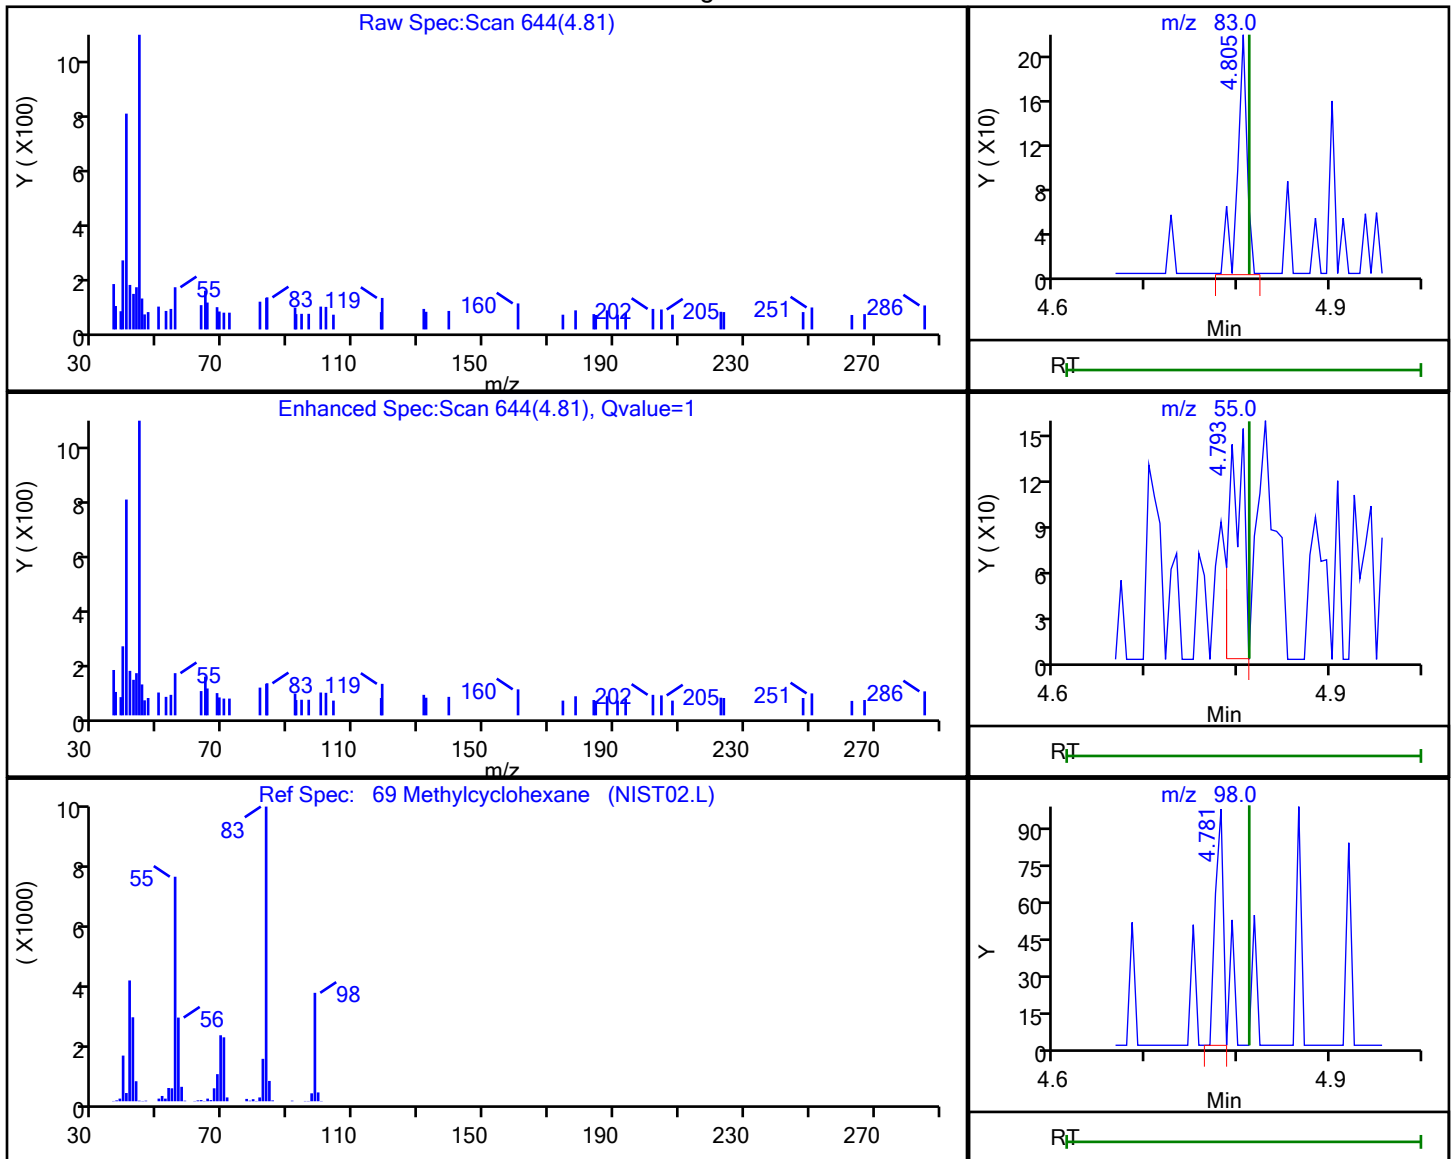 Raw Spec:Scan 644(4.81)
Y ( X100)
10
8
6
4
2
0
55
83
119
160
202
205
251
286
30 70 110 150 190 230 270
m/z
m/z 83.0
Y ( X10)
20
16
12
8
4
0
4.805
4.6 4.9
Min
RT
Enhanced Spec:Scan 644(4.81), Qvalue=1
Y ( X100)
10
8
6
4
2
0
55
83
119
160
202
205
251
286
30 70 110 150 190 230 270
m/z
m/z 55.0
Y ( X10)
15
12
9
6
3
0
4.793
4.6 4.9
Min
RT
Ref Spec: 69 Methylcyclohexane (NIST02.L)
( X1000)
10
8
6
4
2
0
83
55
56
98
30 70 110 150 190 230 270
m/z 98.0
Y
90
75
60
45
30
15
0
4.781
4.6 4.9
Min
RT